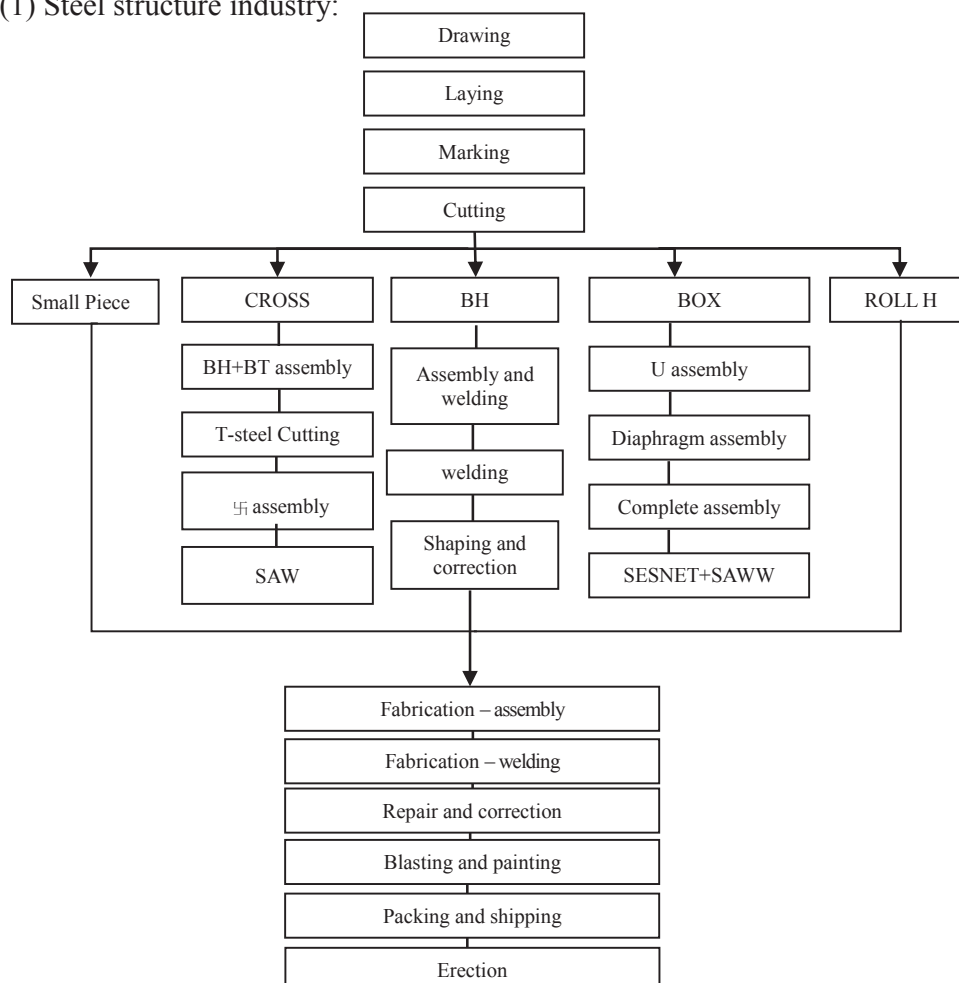 (1) Steel structure industry:
Drawing
Laying
Marking
Cutting
Small Piece
CROSS
BH
BOX
ROLL H
BH+BT assembly
Assembly and
welding
U assembly
T-steel Cutting
welding
Diaphragm assembly
卐 assembly
Shaping and
correction
Complete assembly
SAW
SESNET+SAWW
Fabrication – assembly
Fabrication – welding
Repair and correction
Blasting and painting
Packing and shipping
Erection